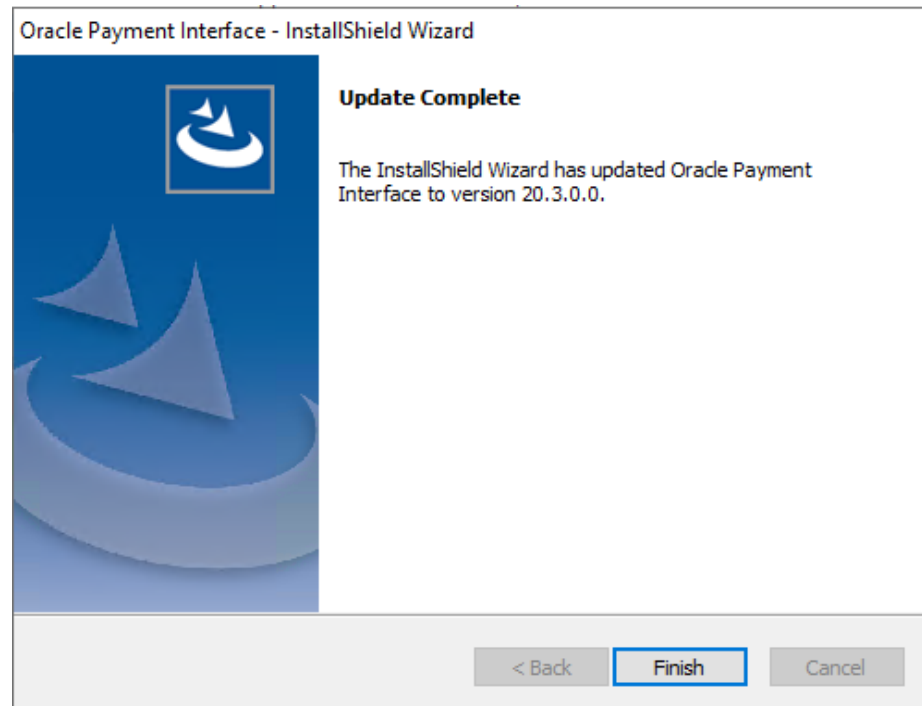 Oracle Payment Interface - InstallShield Wizard
Update Complete
The InstallShield Wizard has updated Oracle Payment
Interface to version 20.3.0.0.
< Back Finish Cancel